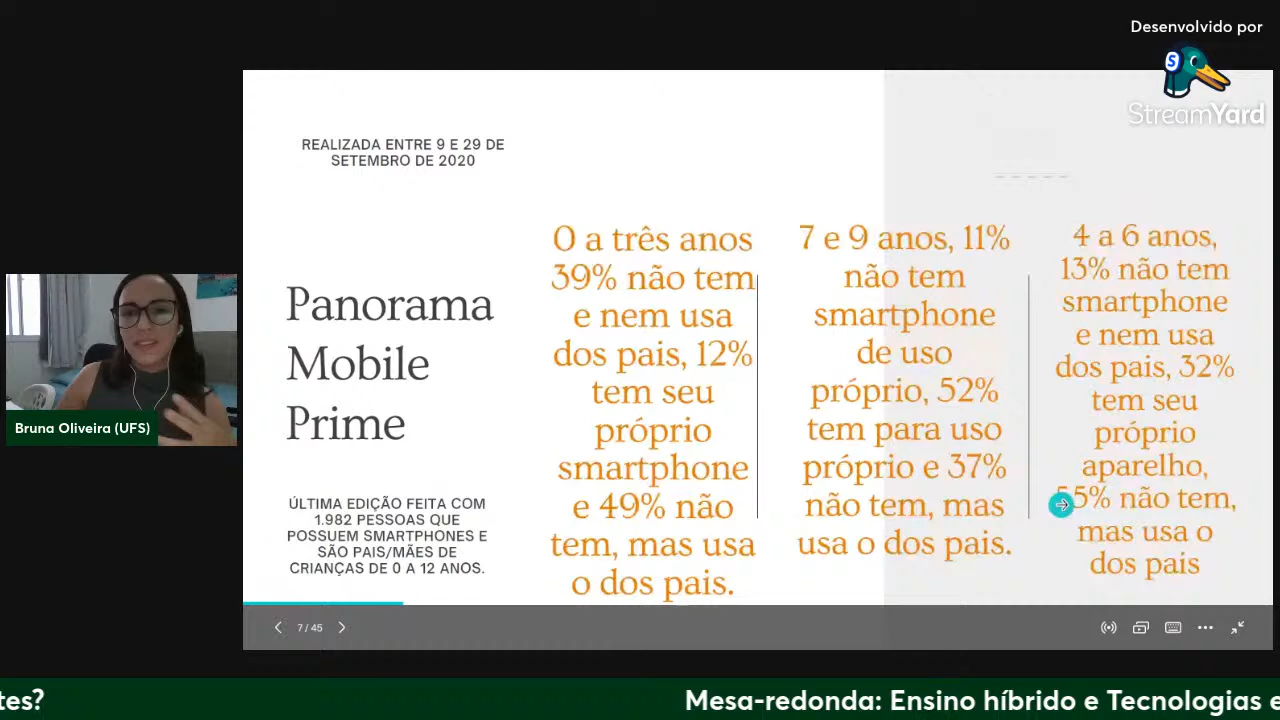 Desenvolvido por
S
StreamYard
REALIZADA ENTRE 9 E 29 DE
SETEMBRO DE 2020
Panorama
Mobile
Prime
ÚLTIMA EDIÇÃO FEITA COM
1.982 PESSOAS QUE
POSSUEM SMARTPHONES E
SÃO PAIS/MÃES DE
CRIANÇAS DE 0 A 12 ANOS.
0 a três anos
39% não tem
e nem usa
dos pais, 12%
tem seu
próprio
smartphone
e 49% não
tem, mas usa
o dos pais.
7 e 9 anos, 11%
não tem
smartphone
de uso
próprio, 52%
tem para uso
próprio e 37%
não tem, mas
usa o dos pais.
4 a 6 anos,
13% não tem
smartphone
e nem usa
dos pais, 32%
tem seu
próprio
aparelho,
55% não tem,
mas usa o
dos pais
Bruna Oliveira (UFS)
7 / 45
tes?
Mesa-redonda: Ensino híbrido e Tecnologias e